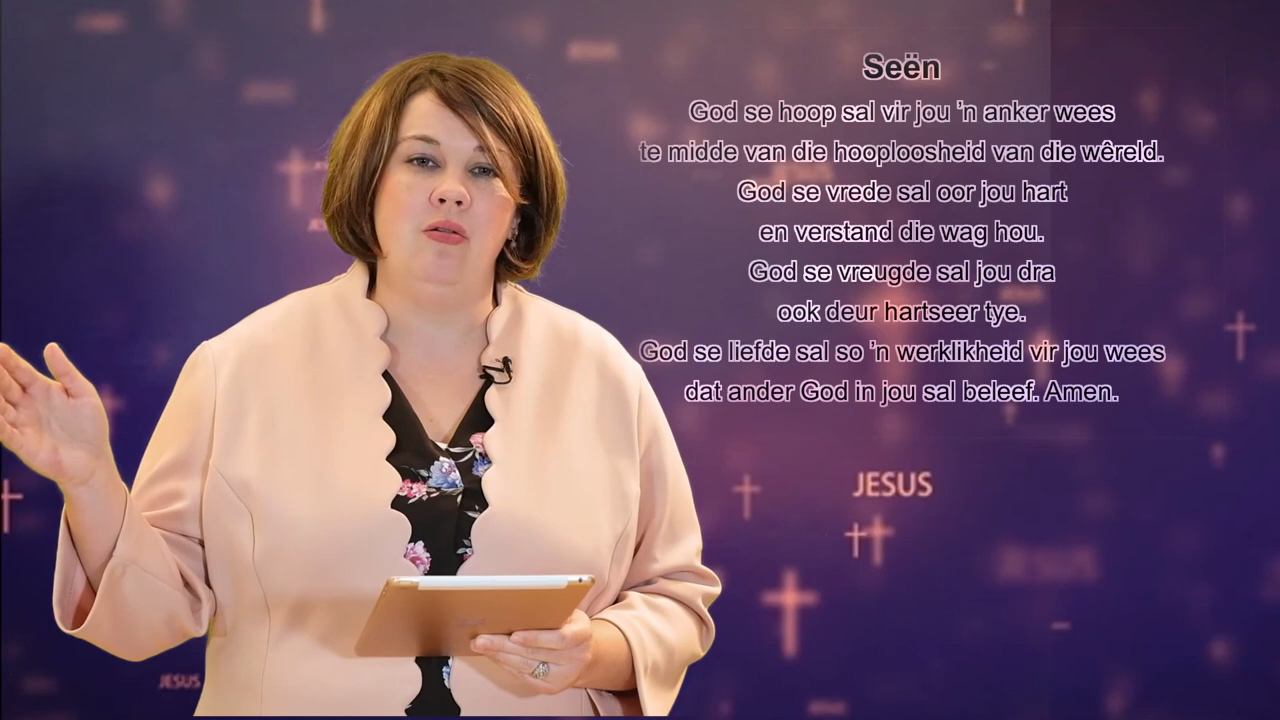 Seën
God se hoop sal vir jou 'n anker wees
te midde van die hooploosheid van die wêreld.
God se vrede sal oor jou hart
en verstand die wag hou.
God se vreugde sal jou dra
ook deur hartseer tye.
God se liefde sal so 'n werklikheid vir jou wees
dat ander God in jou sal beleef. Amen.
JESUS
JESUS
JESUS